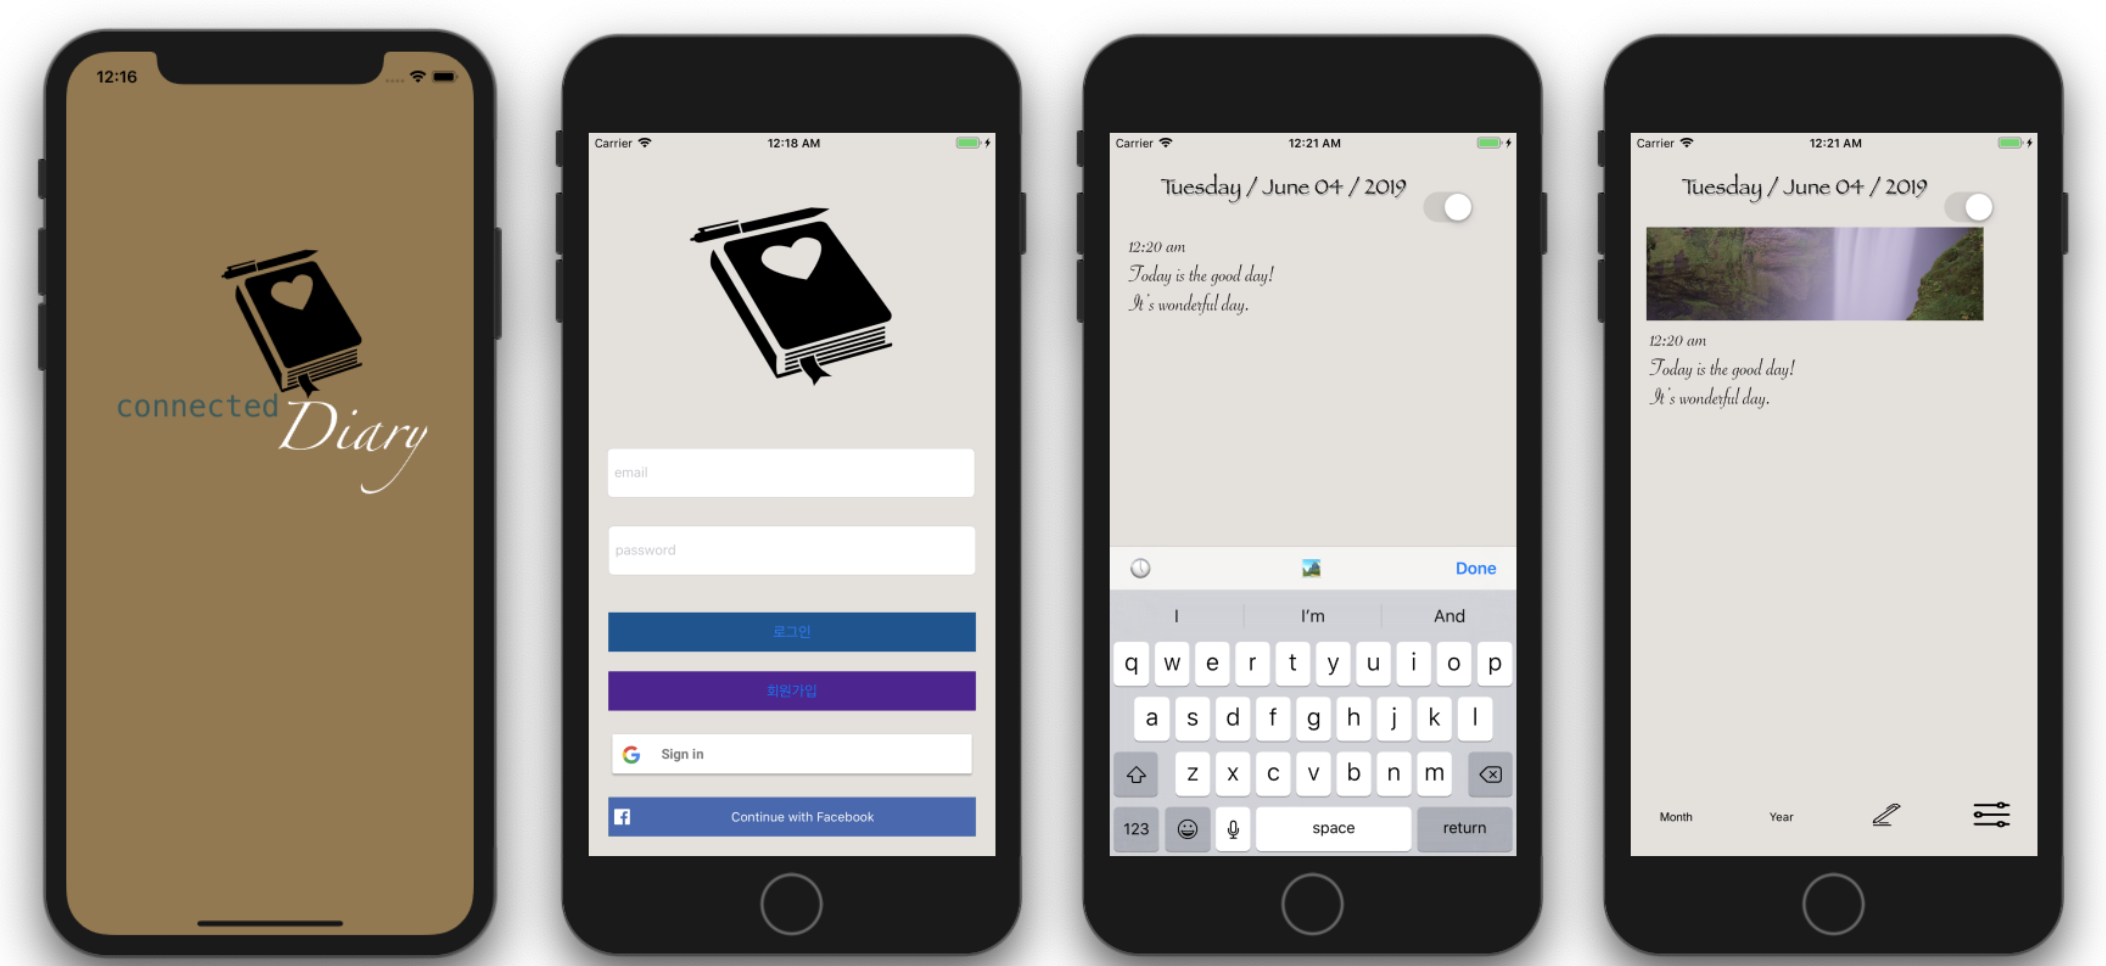 12:16
connected
Diary
Carrier
12:18 AM
email
password
로그인
회원가입
G Sign in
f Continue with Facebook
Carrier
12:21 AM
Tuesday / June 04 / 2019
12:20 am
Today is the good day!
It's wonderful day.
Done
I I'm And
q w e r t y u i o p
a s d f g h j k l
z x c v b n m
123 space return
Carrier
12:21 AM
Tuesday / June 04 / 2019
12:20 am
Today is the good day!
It's wonderful day.
Month Year